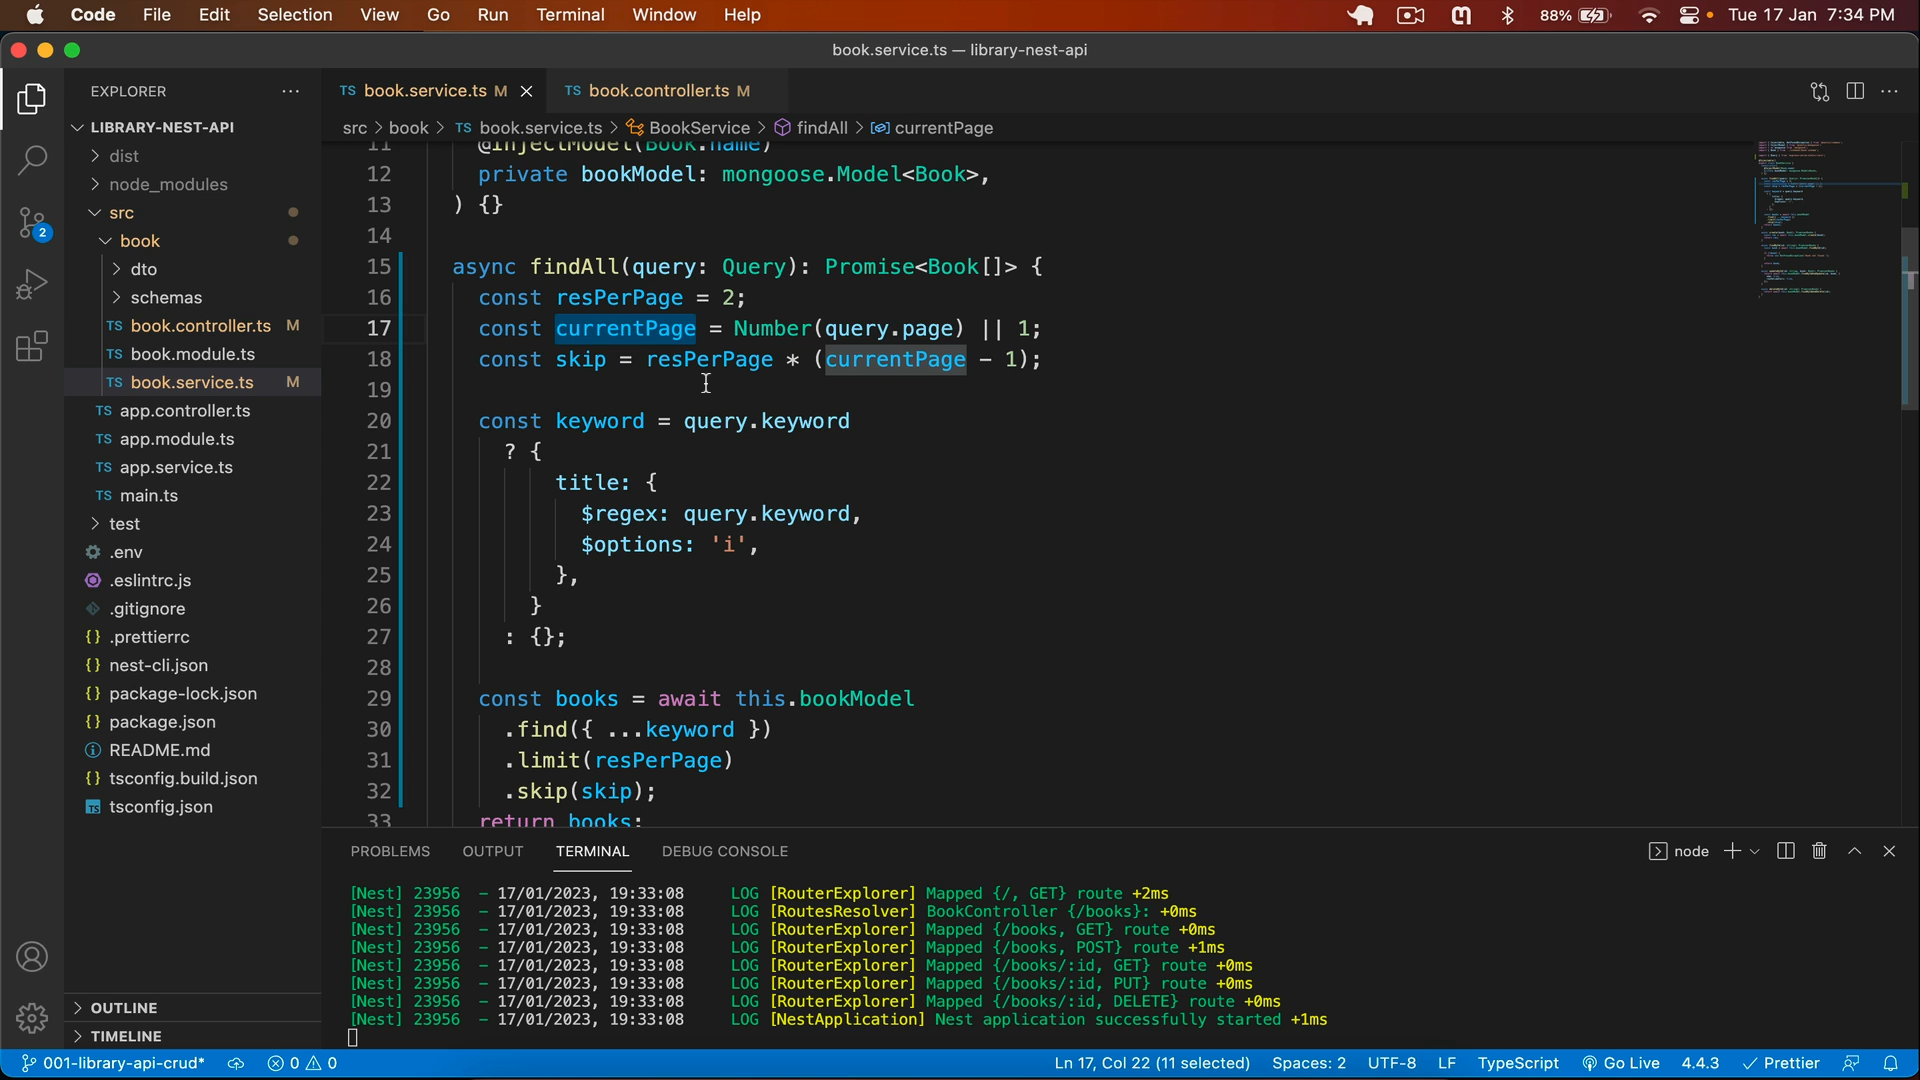 Code File Edit Selection View Go Run Terminal Window Help 88% Tue 17 Jan 7:34 PM
book.service.ts — library-nest-api
EXPLORER
LIBRARY-NEST-API
dist
node_modules
src
book
dto
schemas
TS book.controller.ts M
TS book.module.ts
TS book.service.ts M
TS app.controller.ts
TS app.module.ts
TS app.service.ts
TS main.ts
test
.env
.eslintrc.js
.gitignore
{} .prettierrc
{} nest-cli.json
{} package-lock.json
{} package.json
README.md
{} tsconfig.build.json
TS tsconfig.json
OUTLINE
TIMELINE
2
TS book.service.ts M TS book.controller.ts M
src > book > TS book.service.ts > BookService > findAll > currentPage
11 @InjectModel(Book.name)
12 private bookModel: mongoose.Model<Book>,
13 ) {}
14
15 async findAll(query: Query): Promise<Book[]> {
16 const resPerPage = 2;
17 const currentPage = Number(query.page) || 1;
18 const skip = resPerPage * (currentPage - 1);
19
20 const keyword = query.keyword
21 ? {
22 title: {
23 $regex: query.keyword,
24 $options: 'i',
25 },
26 }
27 : {};
28
29 const books = await this.bookModel
30 .find({ ...keyword })
31 .limit(resPerPage)
32 .skip(skip);
33 return books;
PROBLEMS OUTPUT TERMINAL DEBUG CONSOLE node
[Nest] 23956 - 17/01/2023, 19:33:08 LOG [RouterExplorer] Mapped {/, GET} route +2ms
[Nest] 23956 - 17/01/2023, 19:33:08 LOG [RoutesResolver] BookController {/books}: +0ms
[Nest] 23956 - 17/01/2023, 19:33:08 LOG [RouterExplorer] Mapped {/books, GET} route +0ms
[Nest] 23956 - 17/01/2023, 19:33:08 LOG [RouterExplorer] Mapped {/books, POST} route +1ms
[Nest] 23956 - 17/01/2023, 19:33:08 LOG [RouterExplorer] Mapped {/books/:id, GET} route +0ms
[Nest] 23956 - 17/01/2023, 19:33:08 LOG [RouterExplorer] Mapped {/books/:id, PUT} route +0ms
[Nest] 23956 - 17/01/2023, 19:33:08 LOG [RouterExplorer] Mapped {/books/:id, DELETE} route +0ms
[Nest] 23956 - 17/01/2023, 19:33:08 LOG [NestApplication] Nest application successfully started +1ms
001-library-api-crud* 0 0 Ln 17, Col 22 (11 selected) Spaces: 2 UTF-8 LF TypeScript Go Live 4.4.3 Prettier